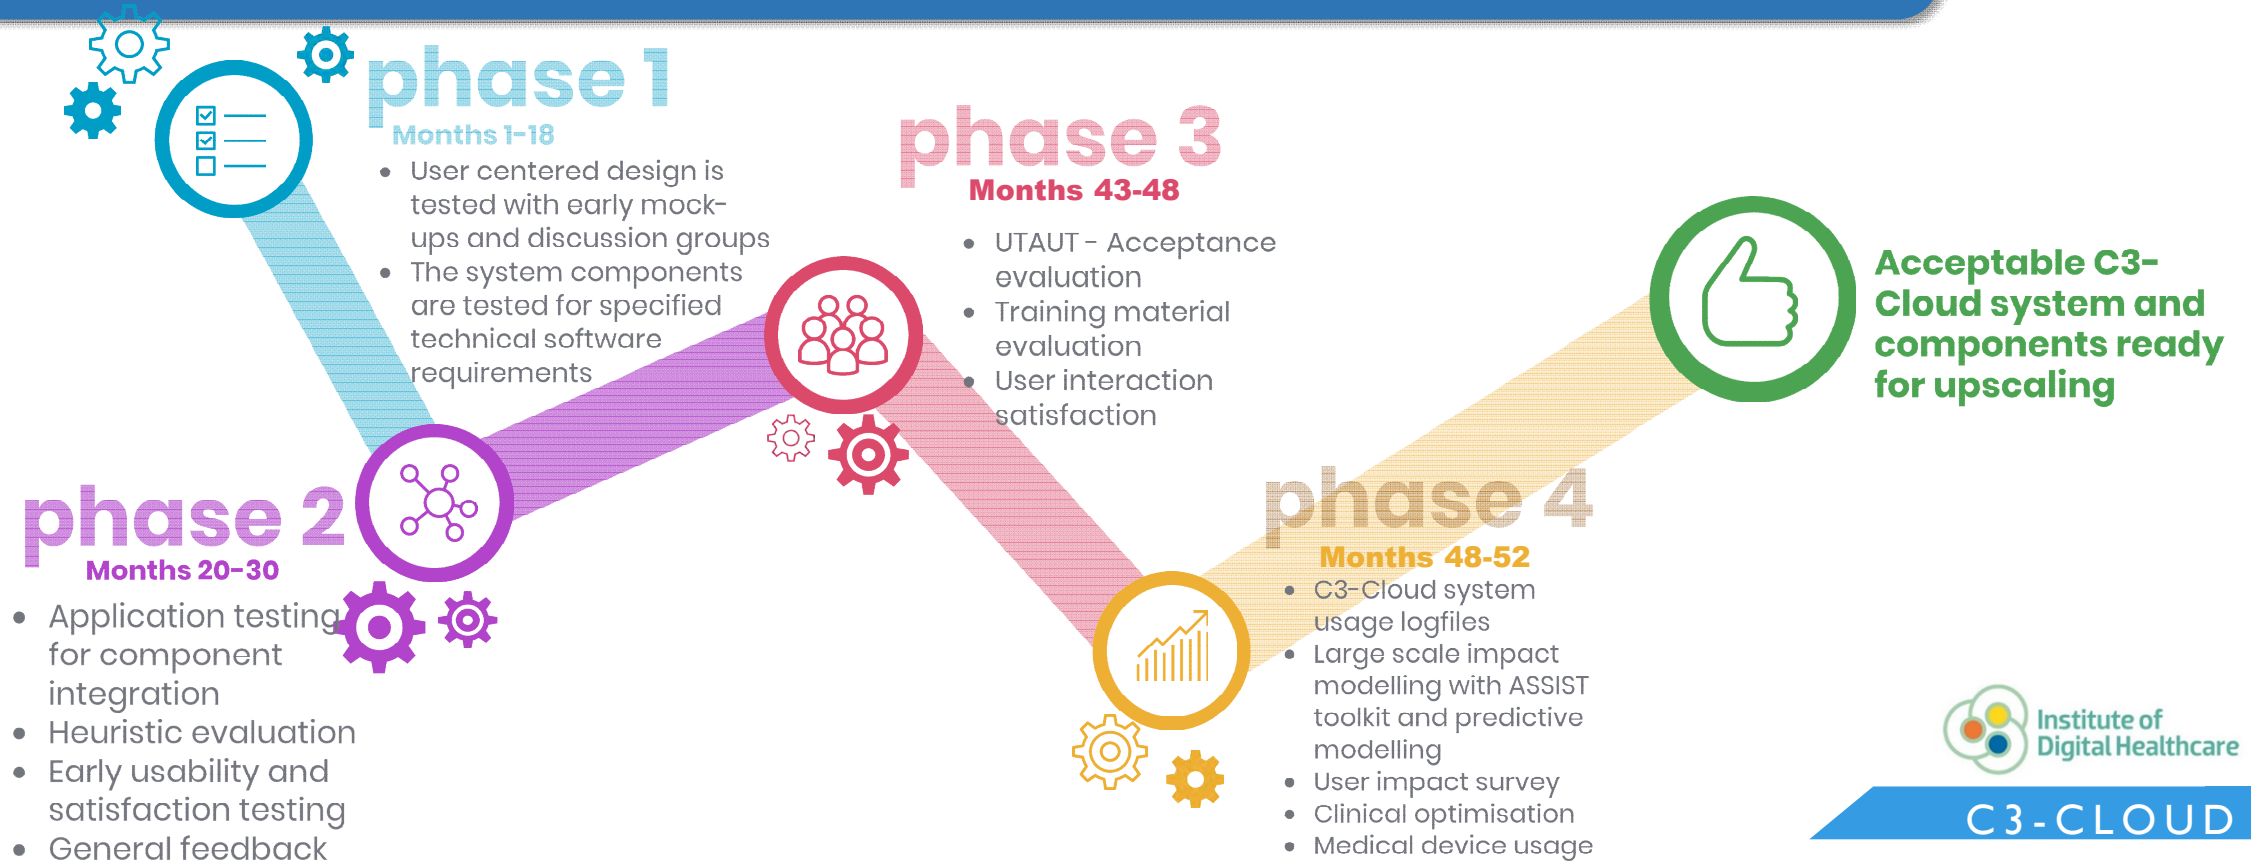 phase 1
Months 1-18
• User centered design is
tested with early mock-
ups and discussion groups
• The system components
are tested for specified
technical software
requirements
phase 2
Months 20-30
• Application testing
for component
integration
• Heuristic evaluation
• Early usability and
satisfaction testing
• General feedback
phase 3
Months 43-48
• UTAUT - Acceptance
evaluation
• Training material
evaluation
• User interaction
satisfaction
phase 4
Months 48-52
• C3-Cloud system
usage logfiles
• Large scale impact
modelling with ASSIST
toolkit and predictive
modelling
• User impact survey
• Clinical optimisation
• Medical device usage
Acceptable C3-
Cloud system and
components ready
for upscaling
Institute of
Digital Healthcare
C3-CLOUD